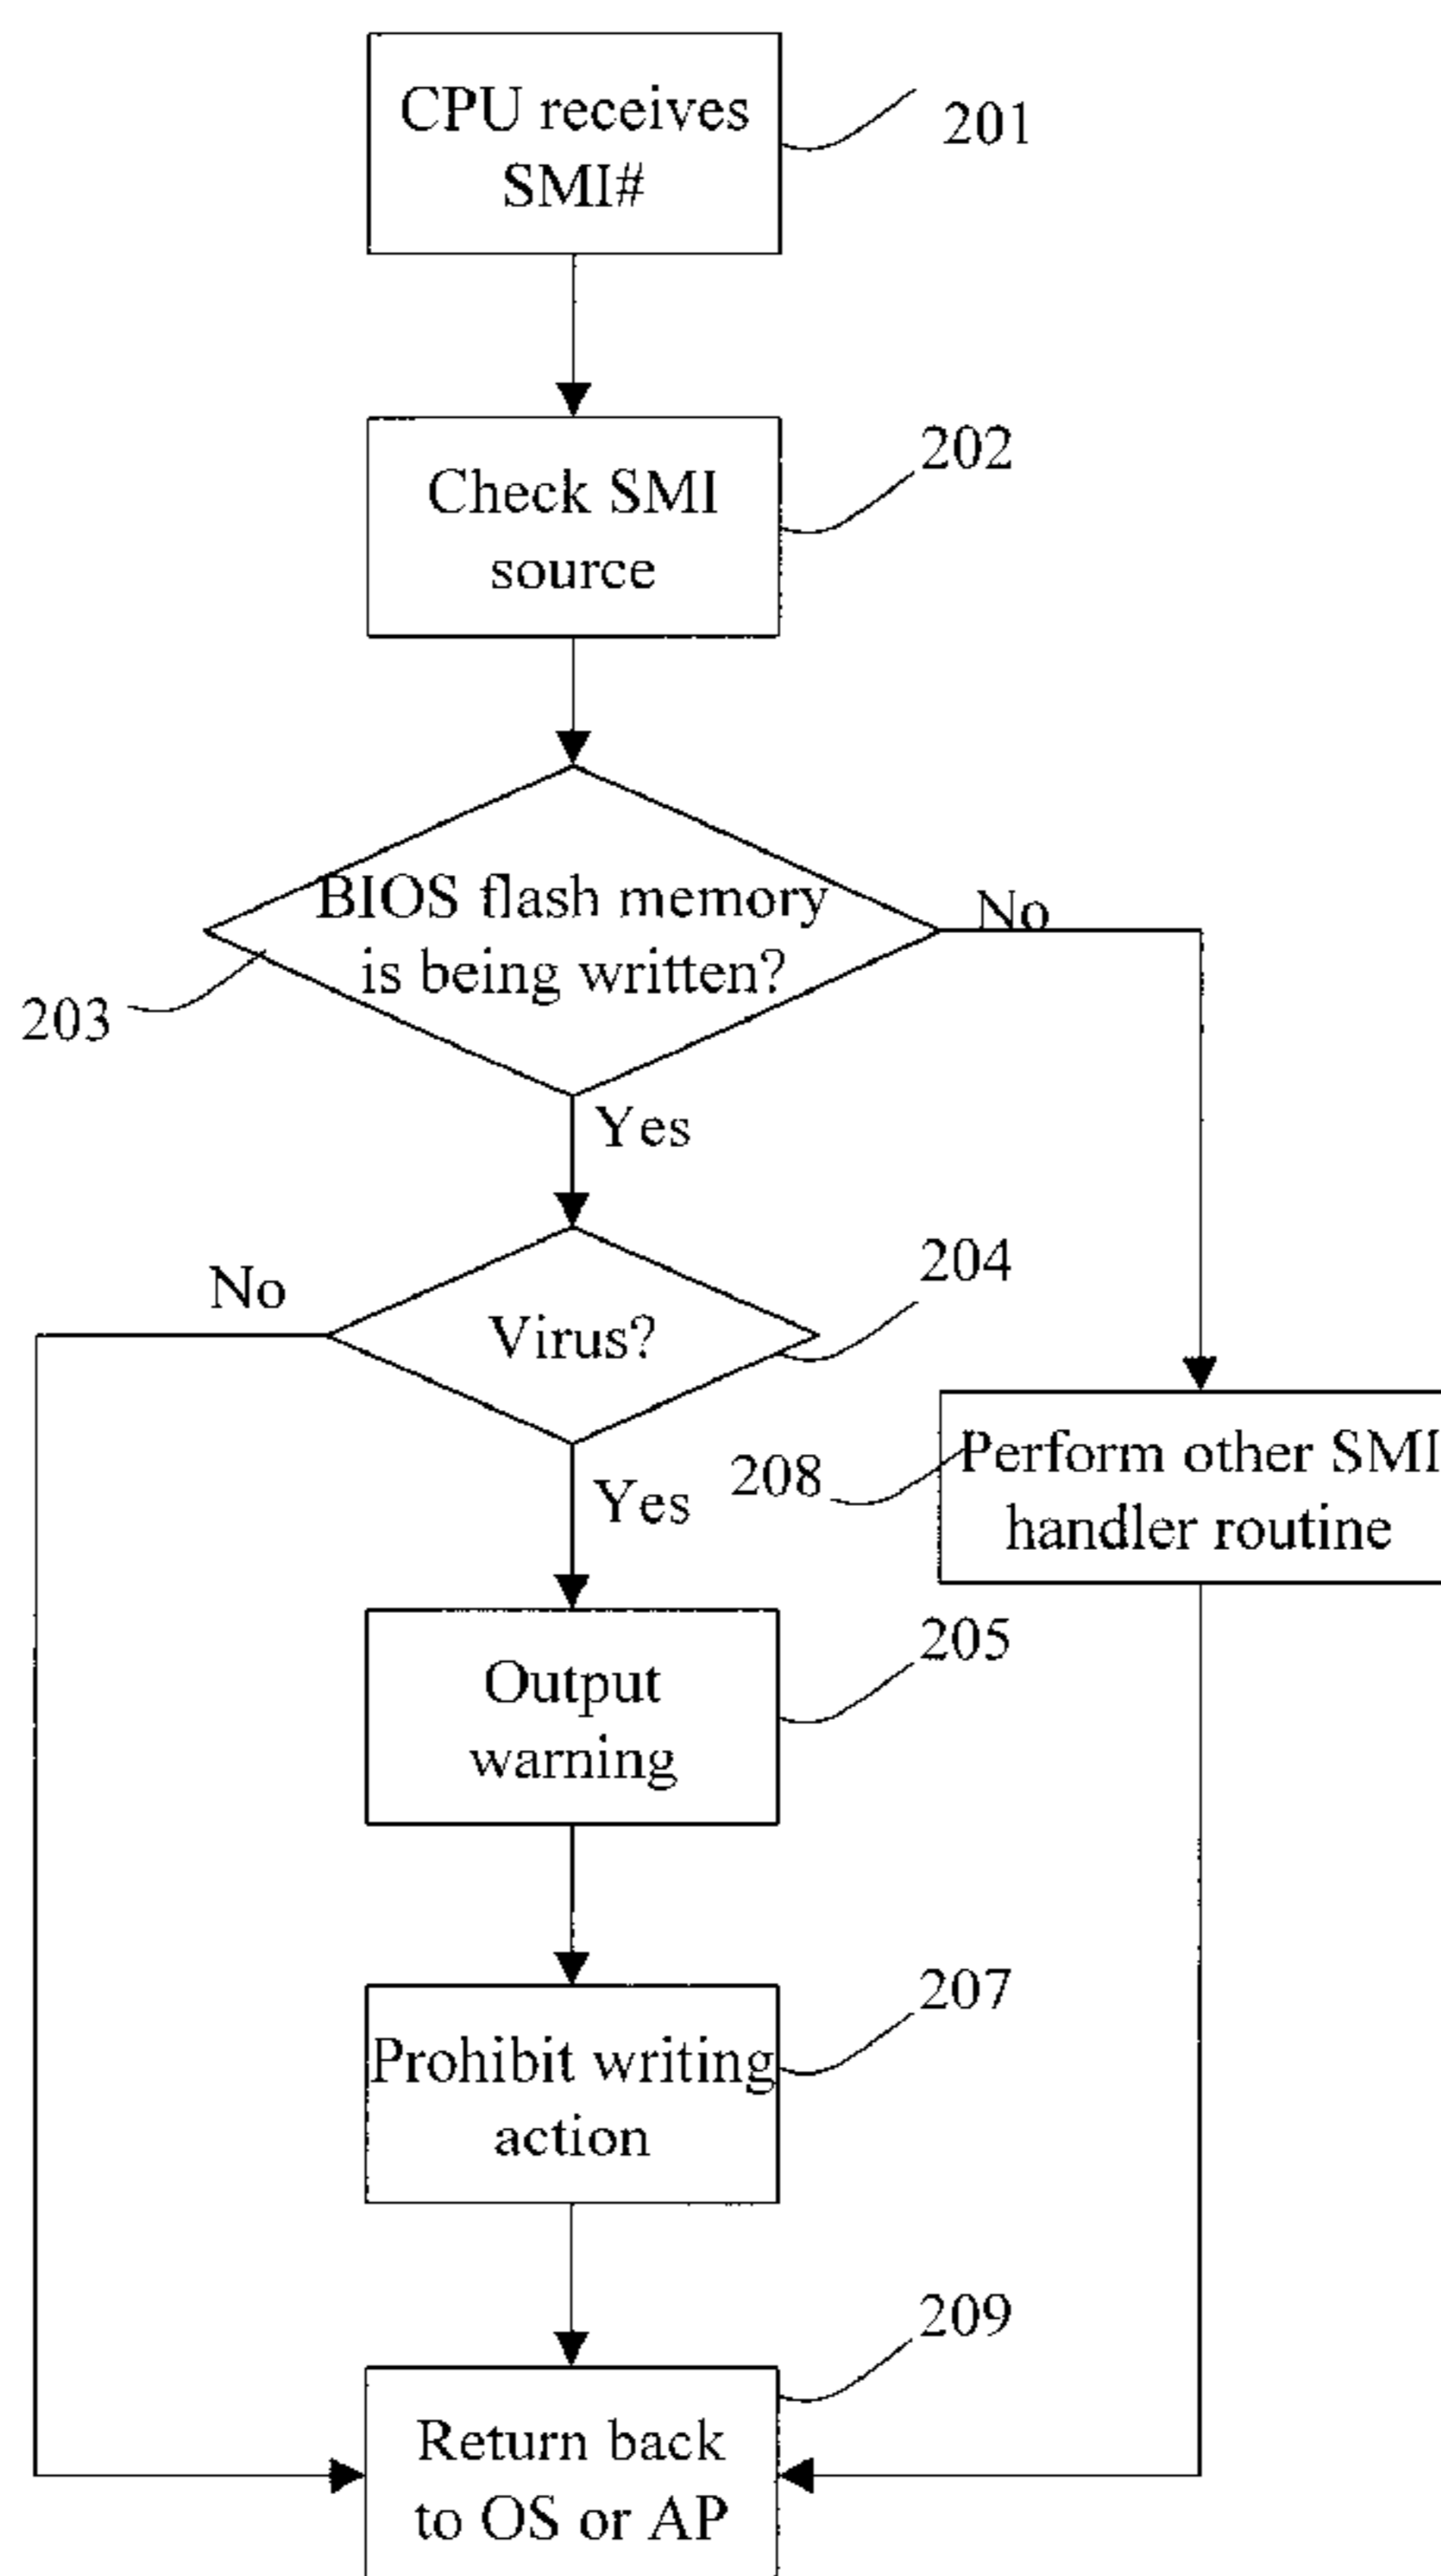 CPU receives
SMI#
201
Check SMI
source
202
BIOS flash memory
is being written?
No
203
Yes
No
Virus?
204
Yes
208
Perform other SMI
handler routine
Output
warning
205
Prohibit writing
action
207
Return back
to OS or AP
209